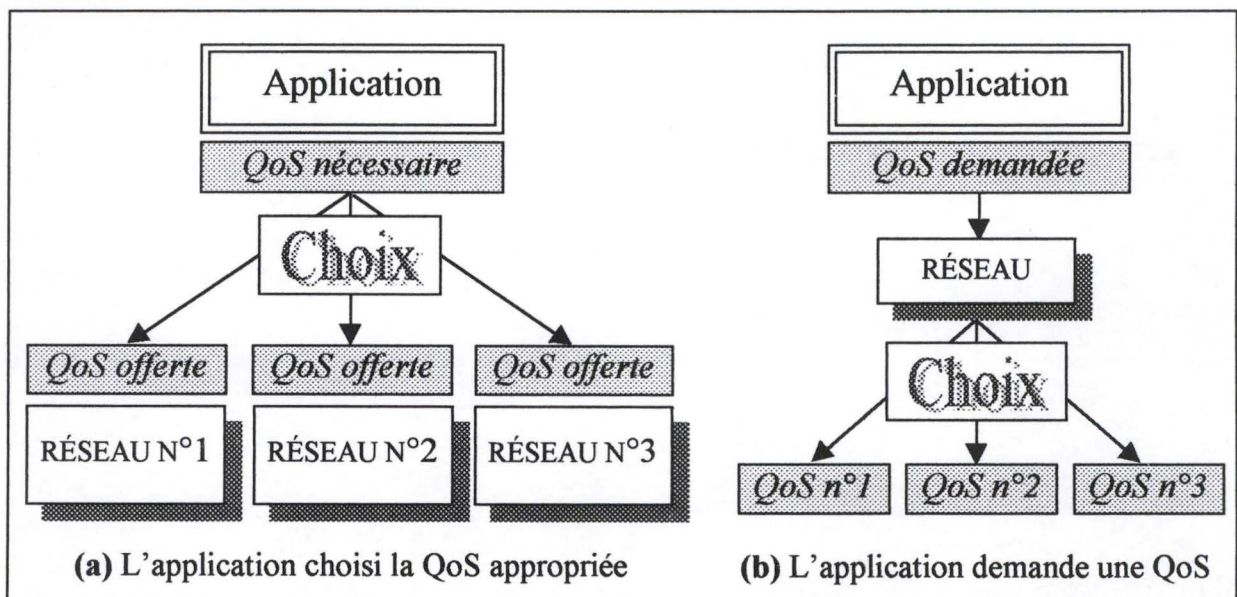 Application
QoS nécessaire
Choix
QoS offerte
QoS offerte
QoS offerte
RÉSEAU N°1
RÉSEAU N°2
RÉSEAU N°3
(a) L'application choisi la QoS appropriée
Application
QoS demandée
RÉSEAU
Choix
QoS n°1
QoS n°2
QoS n°3
(b) L'application demande une QoS